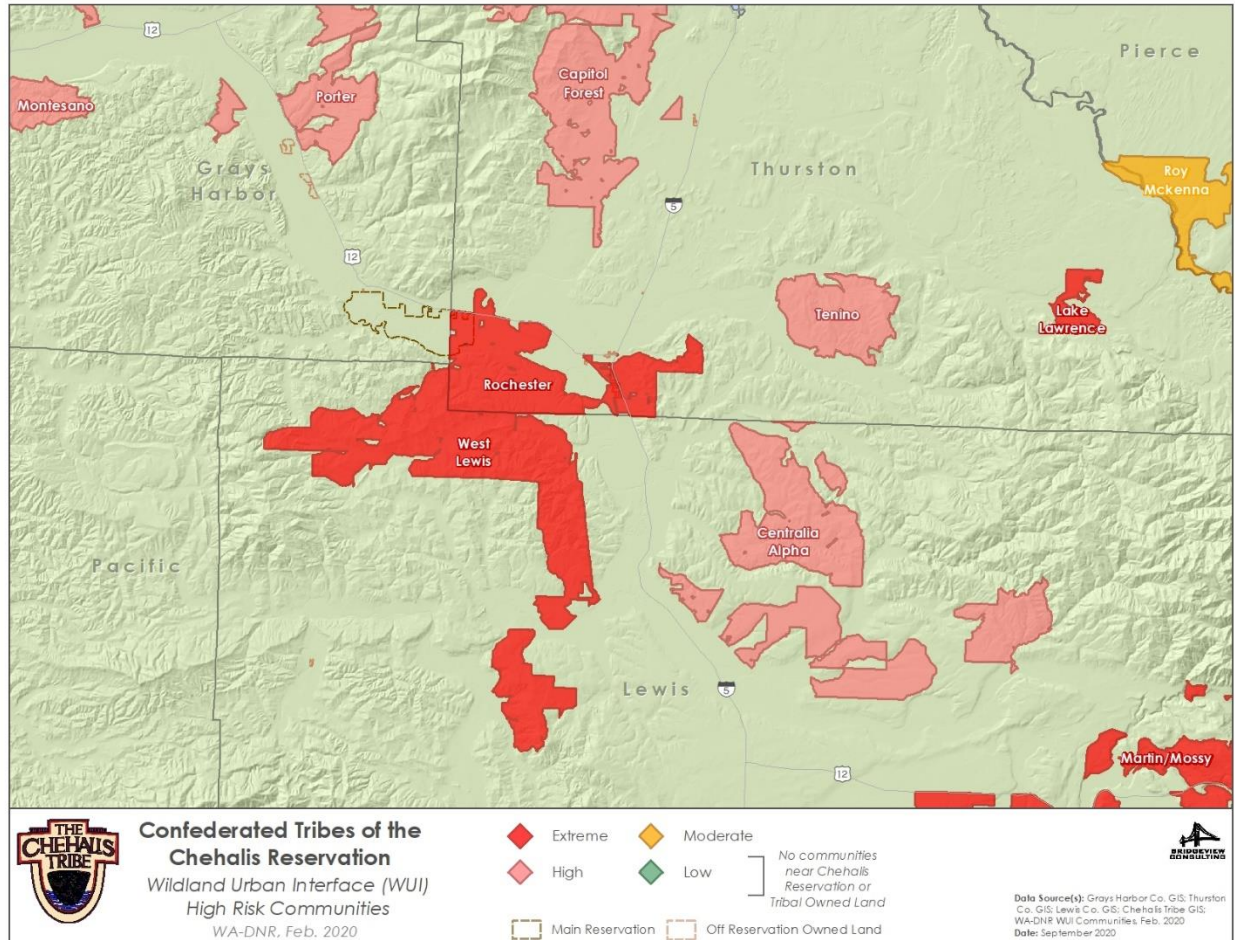 12
Pierce
Capitol
Forest
Montesano
Porter
Grays
Harbor
Thurston
Roy
Mckenna
5
12
Tenino
Lake
Lawrence
Rochester
West
Lewis
Centralia
Alpha
Pacific
Lewis
5
Martin/Mossy
12
THE
CHEHALIS
TRIBE
Confederated Tribes of the
Chehalis Reservation
Wildland Urban Interface (WUI)
High Risk Communities
WA-DNR, Feb. 2020
Extreme
Moderate
High
Low
No communities
near Chehalis
Reservation or
Tribal Owned Land
Main Reservation
Off Reservation Owned Land
BRIDGEVIEW
CONSULTING
Data Source(s): Grays Harbor Co. GIS; Thurston
Co. GIS; Lewis Co. GIS; Chehalis Tribe GIS;
WA-DNR WUI Communities, Feb. 2020
Date: September 2020